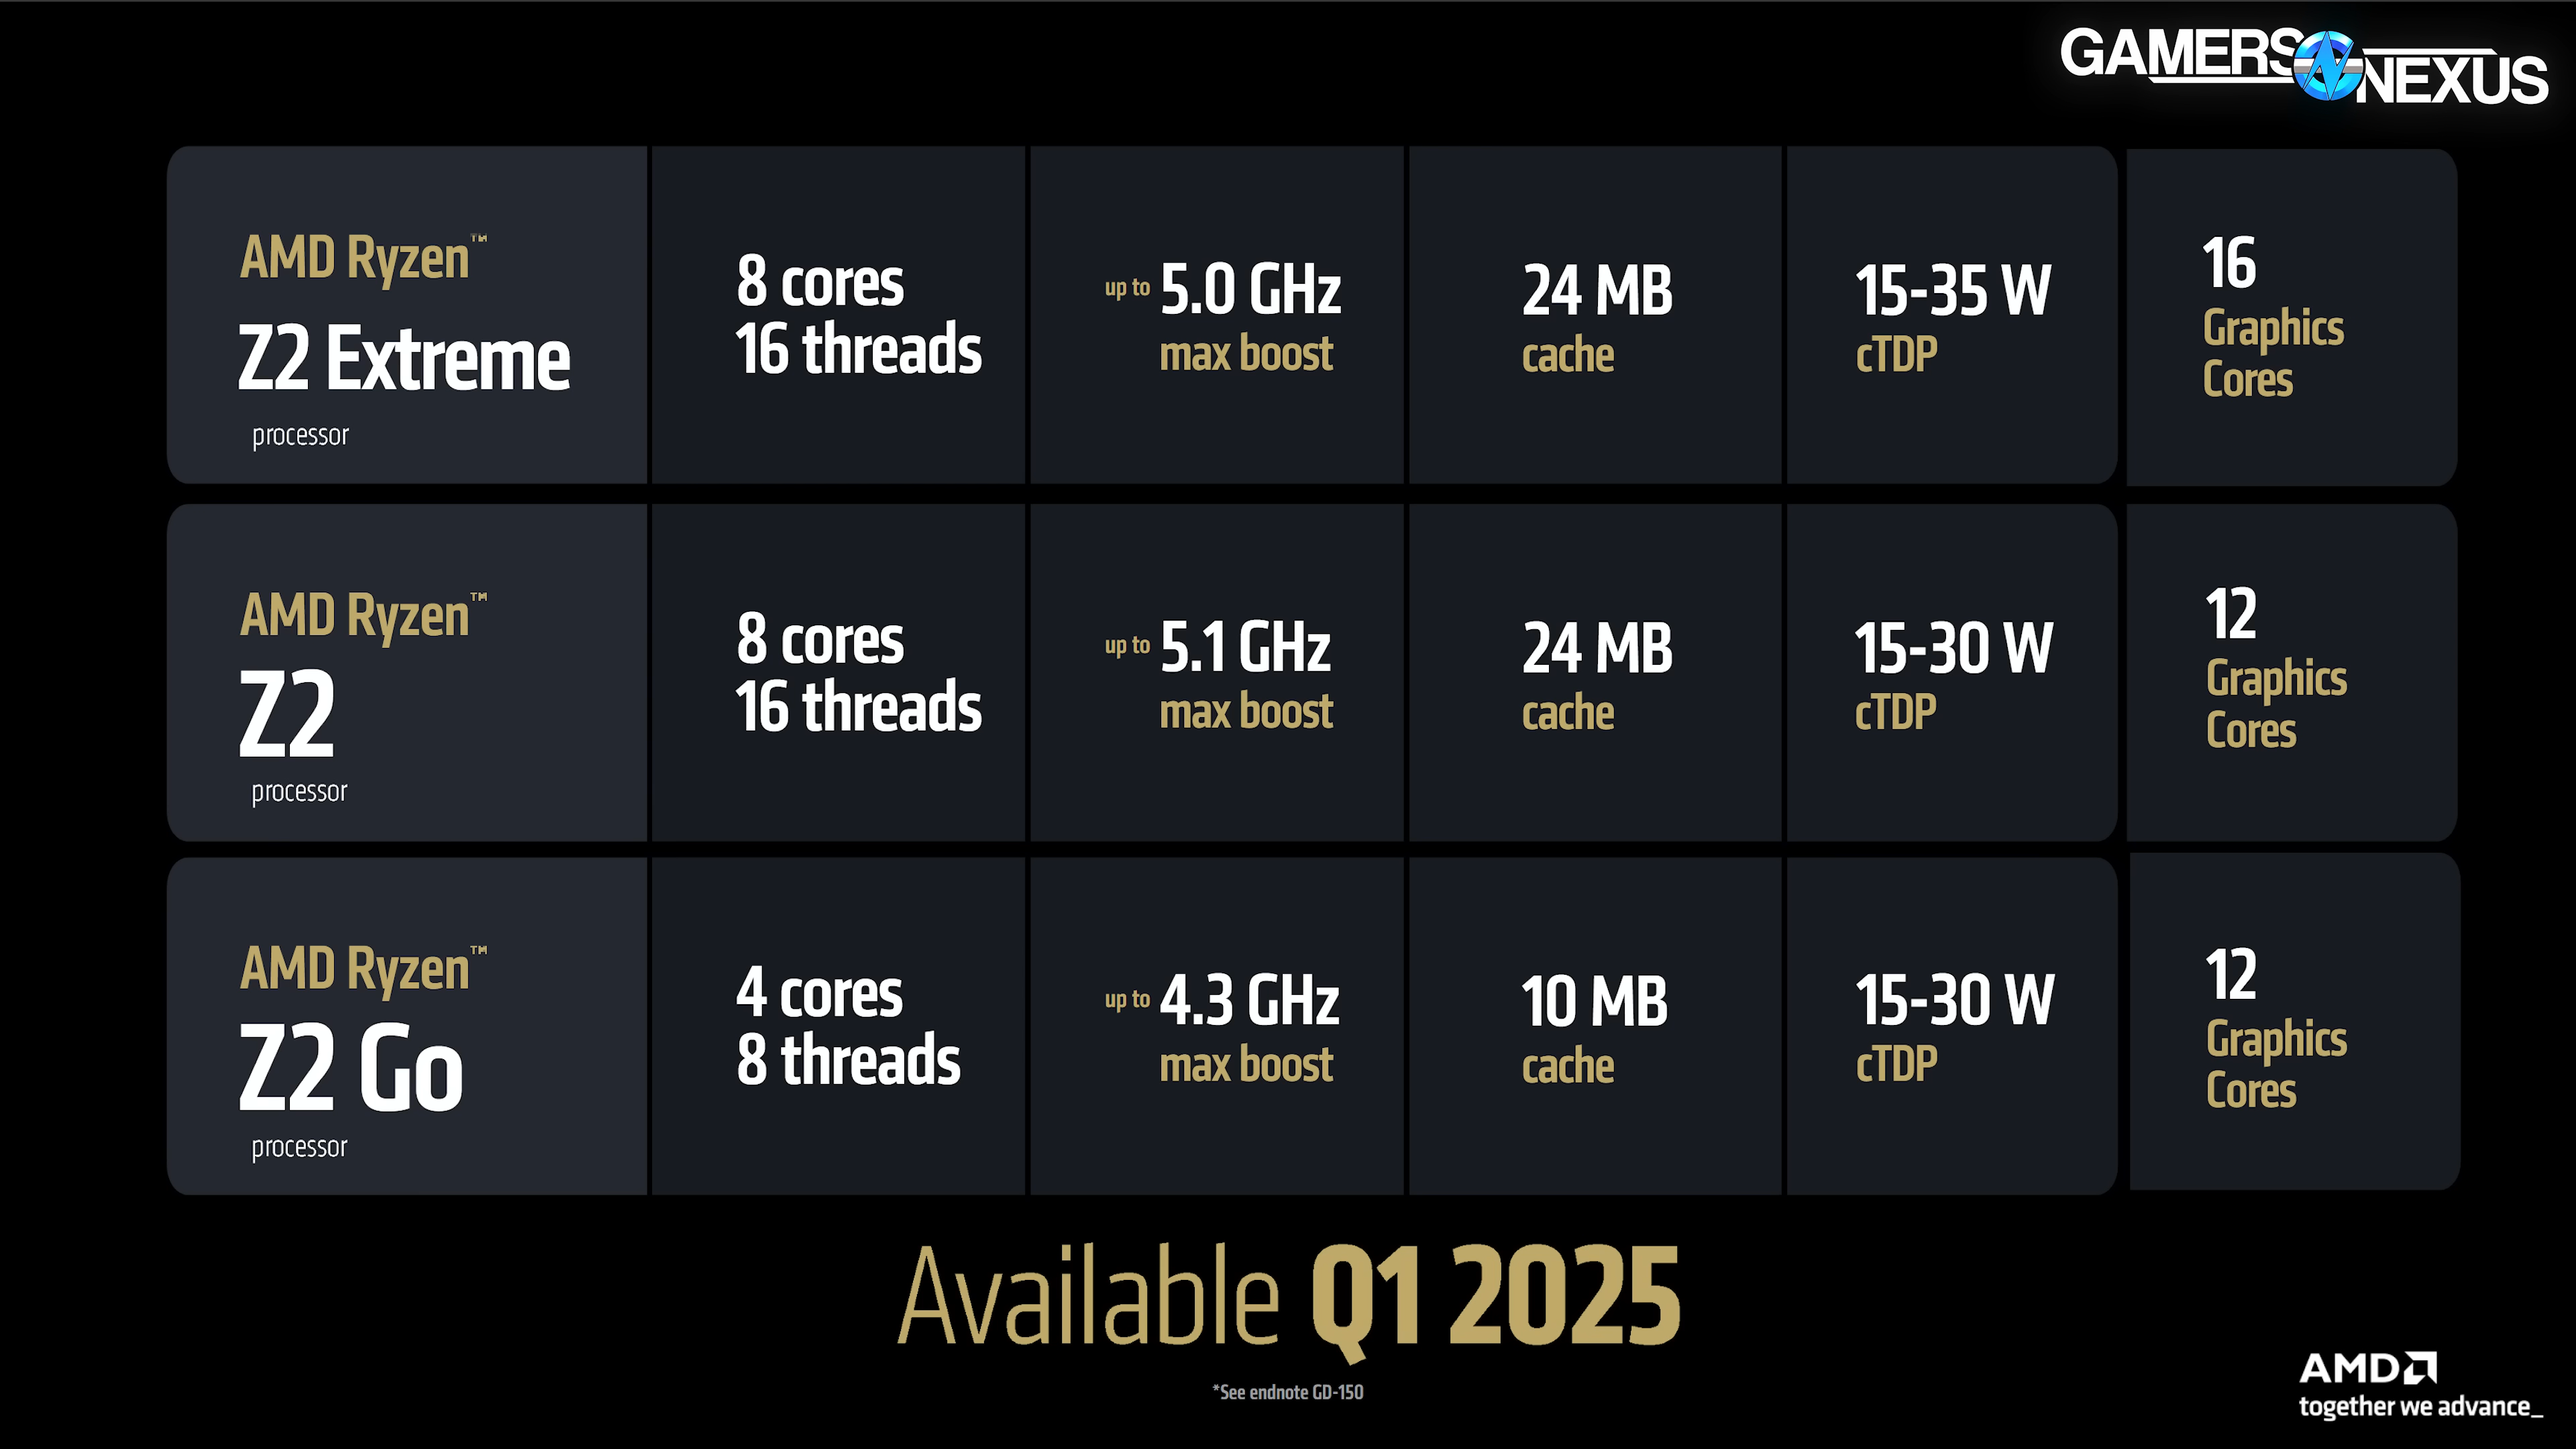 GAMERS NEXUS
AMD Ryzen™
Z2 Extreme
processor
8 cores
16 threads
up to 5.0 GHz
max boost
24 MB
cache
15-35 W
cTDP
16
Graphics
Cores
AMD Ryzen™
Z2
processor
8 cores
16 threads
up to 5.1 GHz
max boost
24 MB
cache
15-30 W
cTDP
12
Graphics
Cores
AMD Ryzen™
Z2 Go
processor
4 cores
8 threads
up to 4.3 GHz
max boost
10 MB
cache
15-30 W
cTDP
12
Graphics
Cores
Available Q1 2025
*See endnote GD-150
AMD
together we advance_